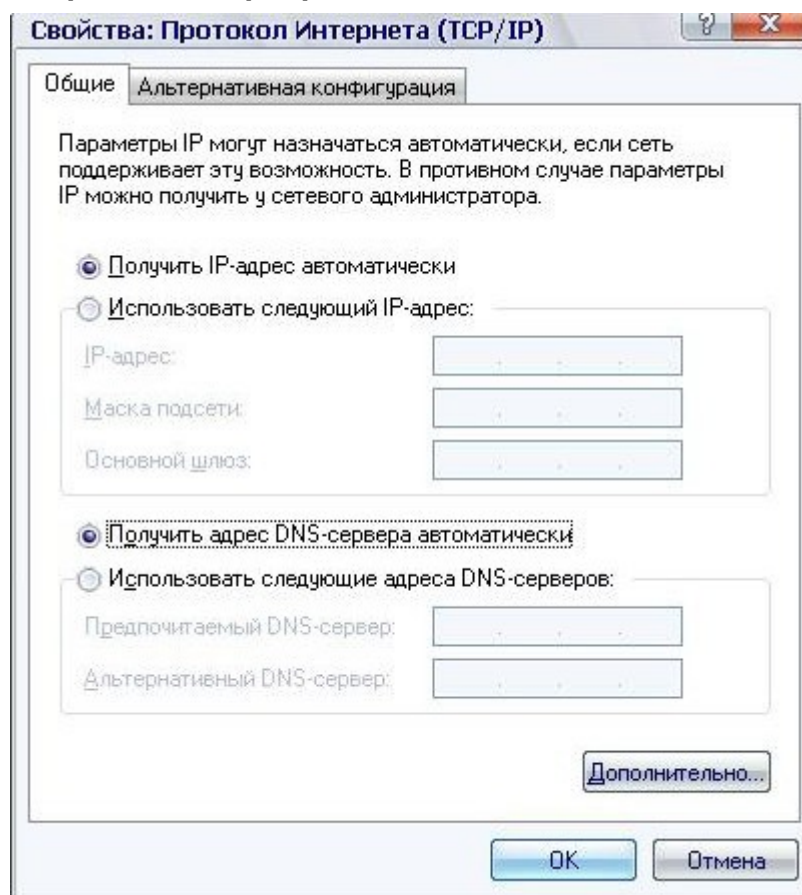 Свойства: Протокол Интернета (TCP/IP)
Общие
Альтернативная конфигурация
Параметры IP могут назначаться автоматически, если сеть
поддерживает эту возможность. В противном случае параметры
IP можно получить у сетевого администратора.
Получить IP-адрес автоматически
Использовать следующий IP-адрес:
IP-адрес:
Маска подсети:
Основной шлюз:
Получить адрес DNS-сервера автоматически
Использовать следующие адреса DNS-серверов:
Предпочитаемый DNS-сервер:
Альтернативный DNS-сервер:
Дополнительно...
OK
Отмена